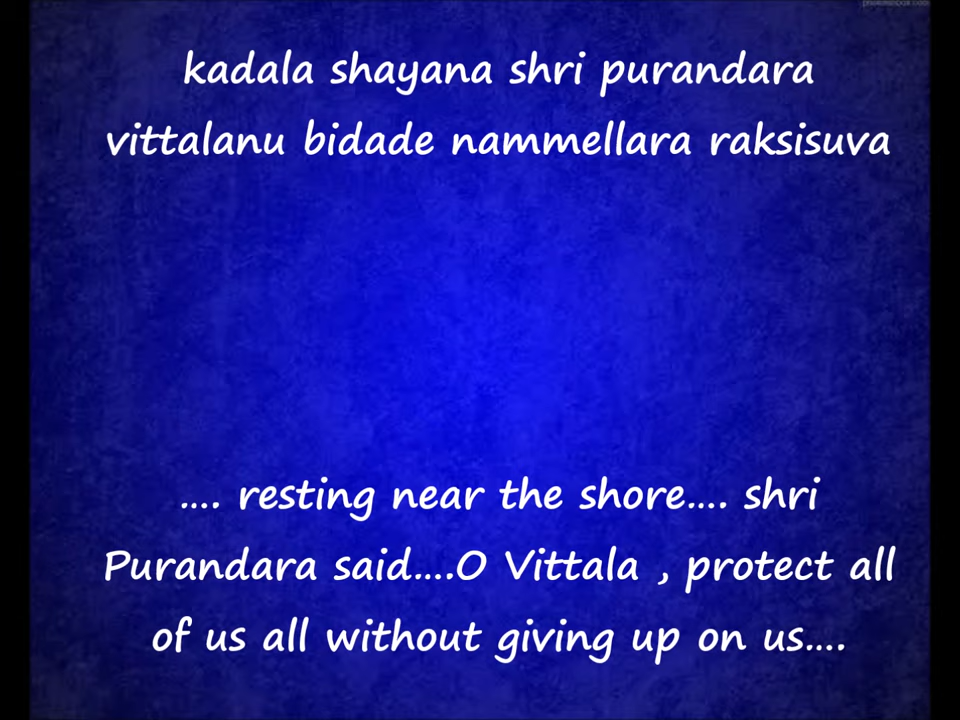 kadala shayana shri purandara
vittalanu bidade nammellara raksisuva
.... resting near the shore.... shri
Purandara said....O Vittala , protect all
of us all without giving up on us....